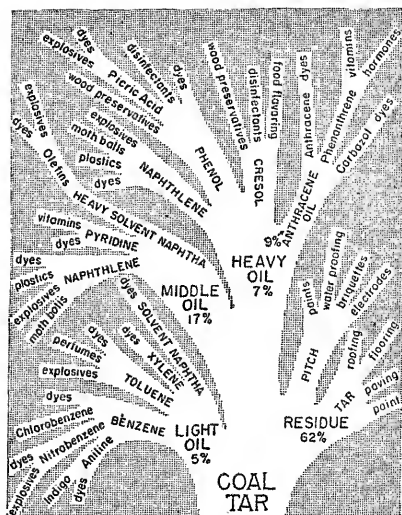 explosives
dyes
Picric Acid
disinfectants
dyes
wood preservatives
disinfectants
food flavoring
Anthracene dyes
vitamins
Phenanthrene hormones
Carbazol dyes
wood preservatives
explosives
moth balls
plastics
dyes
NAPHTHLENE
PHENOL
CRESOL
9%
ANTHRACENE
OIL
explosives
dyes
Olefins
HEAVY SOLVENT NAPHTHA
vitamins
dyes
PYRIDINE
HEAVY
OIL
7%
dyes
plastics
explosives
moth balls
NAPHTHLENE
MIDDLE
OIL
17%
paints
water proofing
briquettes
electrodes
PITCH
dyes
SOLVENT NAPHTHA
dyes
dyes
XYLENE
perfumes
explosives
TOLUENE
roofing
flooring
paving
paint
TAR
dyes
Chlorobenzene
dyes
explosives
Nitrobenzene
Indigo
dyes
Aniline
BENZENE
LIGHT
OIL
5%
RESIDUE
62%
COAL
TAR